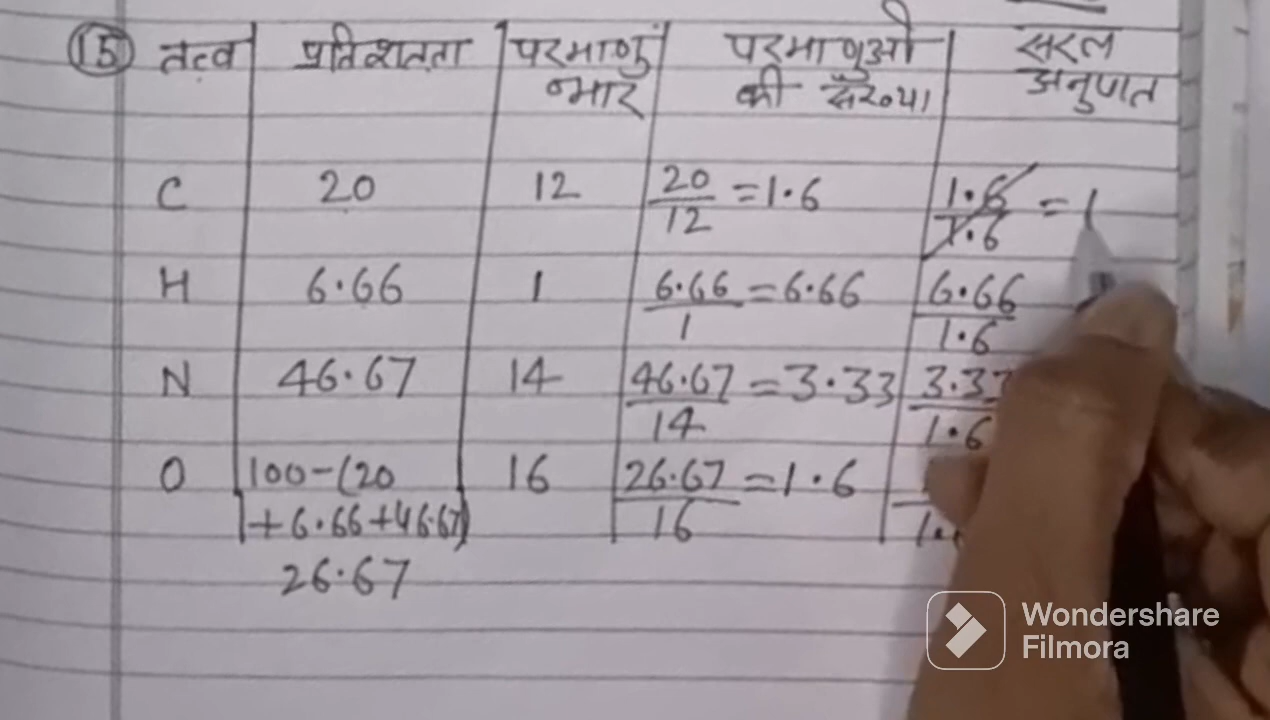 15 तत्व प्रतिशतता परमाणु भार परमाणुओं की संख्या सरल अनुपात
C 20 12 20/12 = 1.6 1.6/1.6 = 1
H 6.66 1 6.66/1 = 6.66 6.66/1.6
N 46.67 14 46.67/14 = 3.33 3.33/1.6
O 100-(20 16 26.67/16 = 1.6
+6.66+46.67)
26.67
Wondershare
Filmora